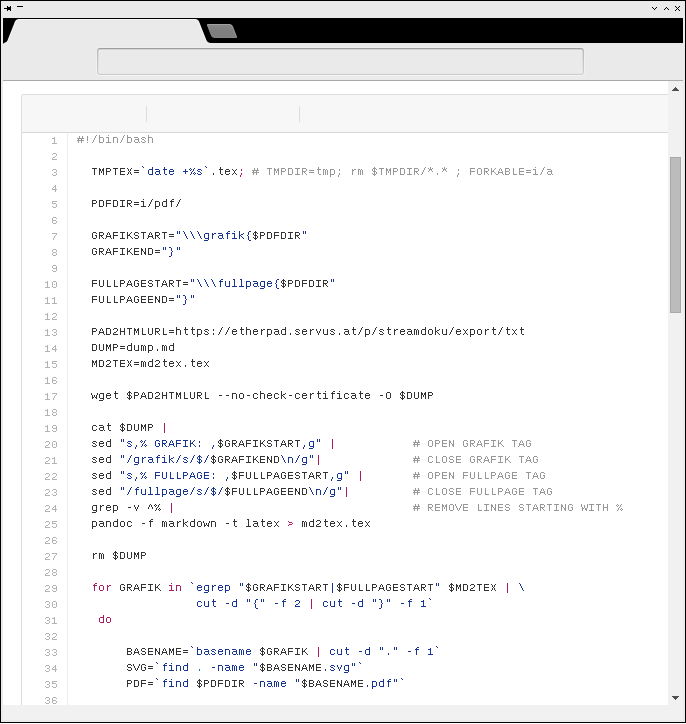 1 #!/bin/bash
2
3 TMPTEX=`date +%s`.tex; # TMPDIR=tmp; rm $TMPDIR/*.* ; FORKABLE=i/a
4
5 PDFDIR=i/pdf/
6
7 GRAFIKSTART="\\\grafik{$PDFDIR"
8 GRAFIKEND="}"
9
10 FULLPAGESTART="\\\fullpage{$PDFDIR"
11 FULLPAGEEND="}"
12
13 PAD2HTMLURL=https://etherpad.servus.at/p/streamdoku/export/txt
14 DUMP=dump.md
15 MD2TEX=md2tex.tex
16
17 wget $PAD2HTMLURL --no-check-certificate -O $DUMP
18
19 cat $DUMP |
20 sed "s,% GRAFIK: ,$GRAFIKSTART,g" | # OPEN GRAFIK TAG
21 sed "/grafik/s/$/$GRAFIKEND\n/g"| # CLOSE GRAFIK TAG
22 sed "s,% FULLPAGE: ,$FULLPAGESTART,g" | # OPEN FULLPAGE TAG
23 sed "/fullpage/s/$/$FULLPAGEEND\n/g"| # CLOSE FULLPAGE TAG
24 grep -v ^% | # REMOVE LINES STARTING WITH %
25 pandoc -f markdown -t latex > md2tex.tex
26
27 rm $DUMP
28
29 for GRAFIK in `egrep "$GRAFIKSTART|$FULLPAGESTART" $MD2TEX | \
30 cut -d "{" -f 2 | cut -d "}" -f 1`
31 do
32
33 BASENAME=`basename $GRAFIK | cut -d "." -f 1`
34 SVG=`find . -name "$BASENAME.svg"`
35 PDF=`find $PDFDIR -name "$BASENAME.pdf"`
36